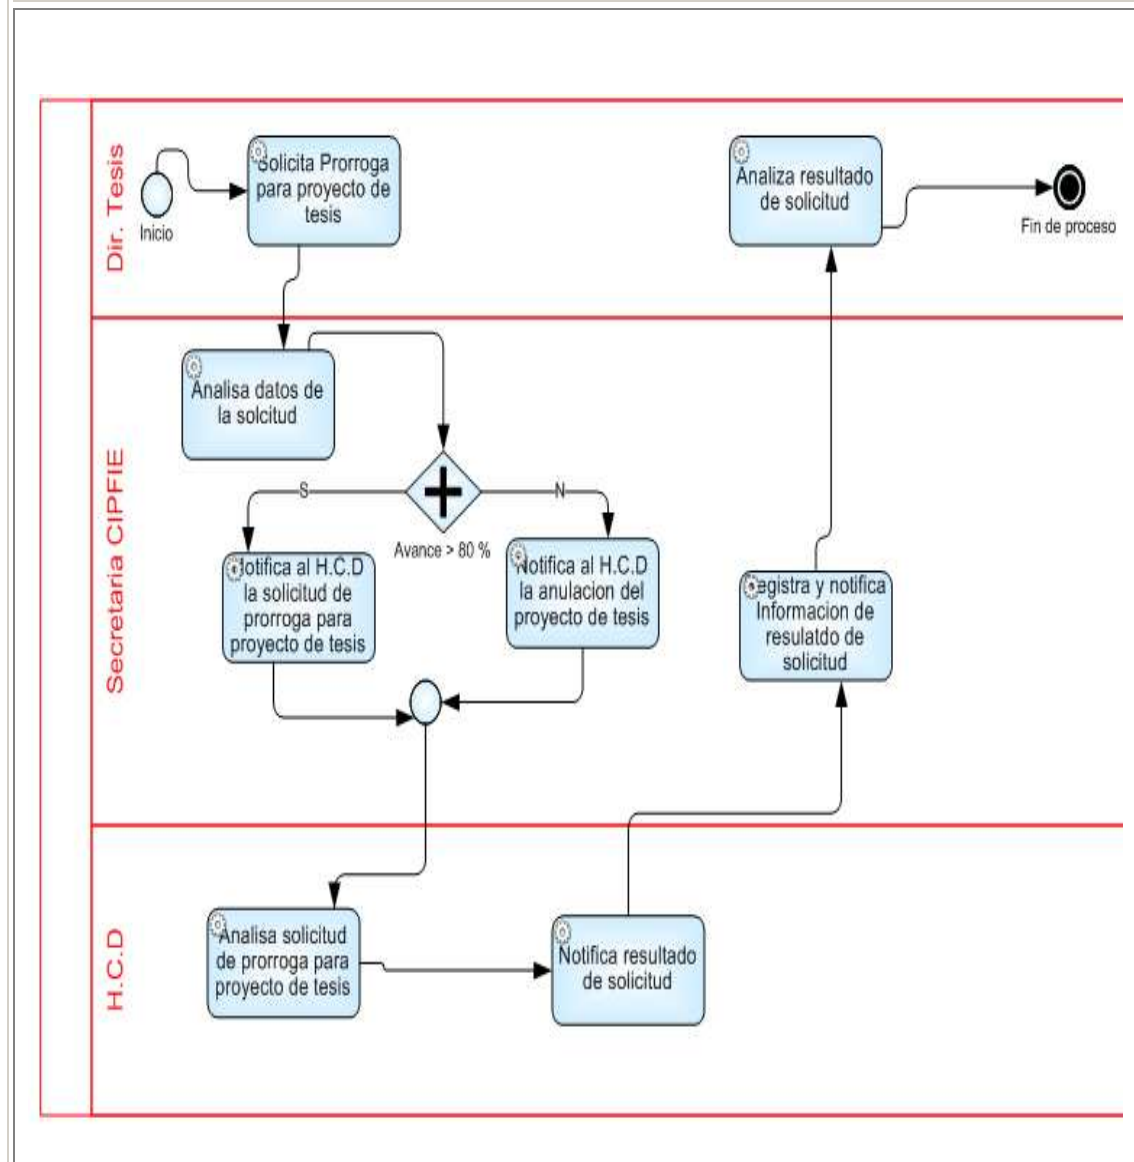 Dir. Tesis
Inicio
Solicita Prorroga
para proyecto de
tesis
Analiza resultado
de solicitud
Fin de proceso
Secretaria CIPFIE
Analisa datos de
la solcitud
S
N
Avance > 80 %
Notifica al H.C.D
la solicitud de
prorroga para
proyecto de tesis
Notifica al H.C.D
la anulacion del
proyecto de tesis
Registra y notifica
Informacion de
resulatdo de
solicitud
H.C.D
Analisa solicitud
de prorroga para
proyecto de tesis
Notifica resultado
de solicitud